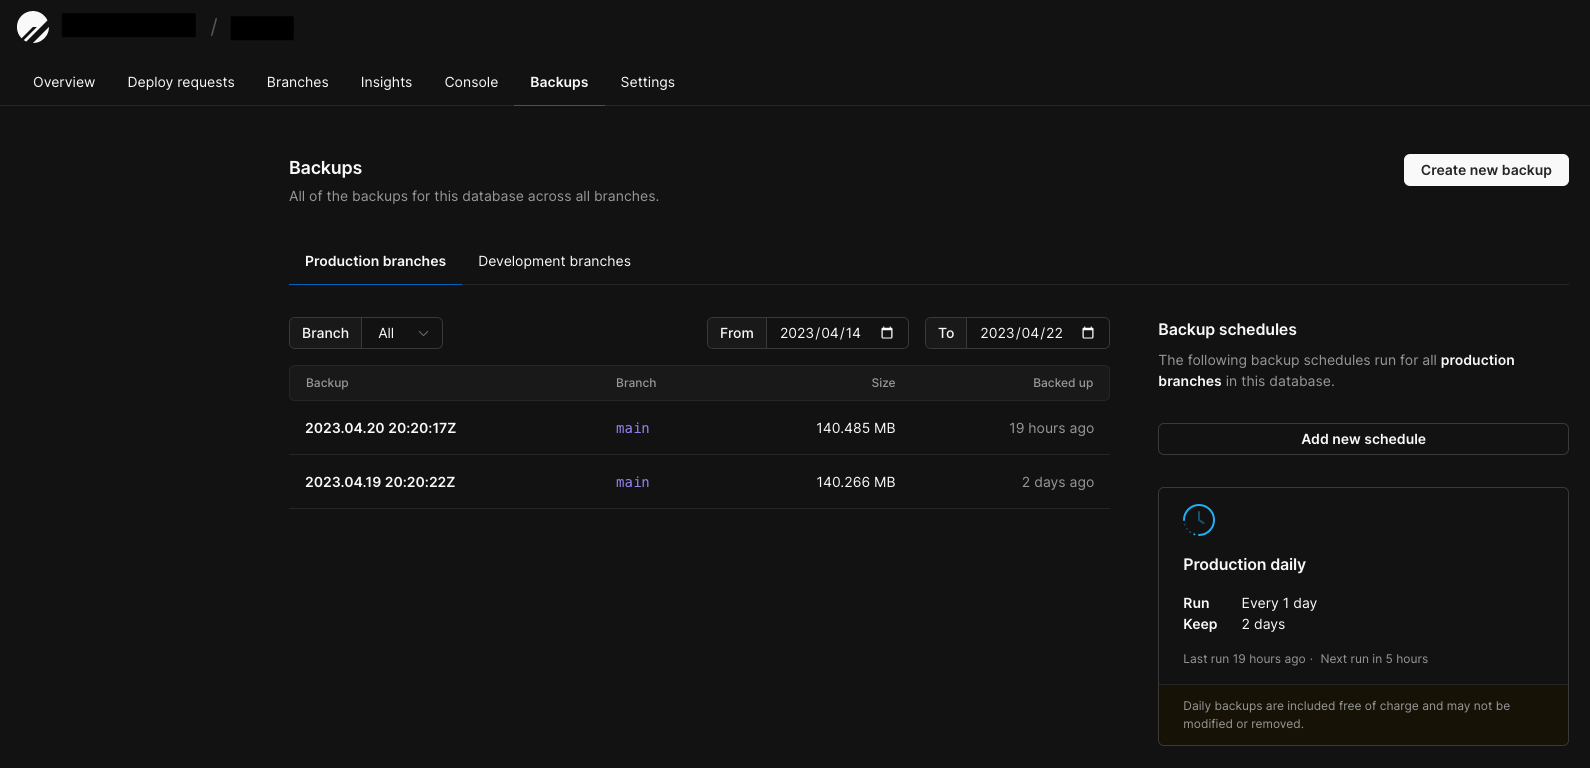 /
Overview Deploy requests Branches Insights Console Backups Settings
Backups
Create new backup
All of the backups for this database across all branches.
Production branches Development branches
Branch All From 2023/04/14 To 2023/04/22
Backup Branch Size Backed up
2023.04.20 20:20:17Z main 140.485 MB 19 hours ago
2023.04.19 20:20:22Z main 140.266 MB 2 days ago
Backup schedules
The following backup schedules run for all production
branches in this database.
Add new schedule
Production daily
Run Every 1 day
Keep 2 days
Last run 19 hours ago · Next run in 5 hours
Daily backups are included free of charge and may not be
modified or removed.